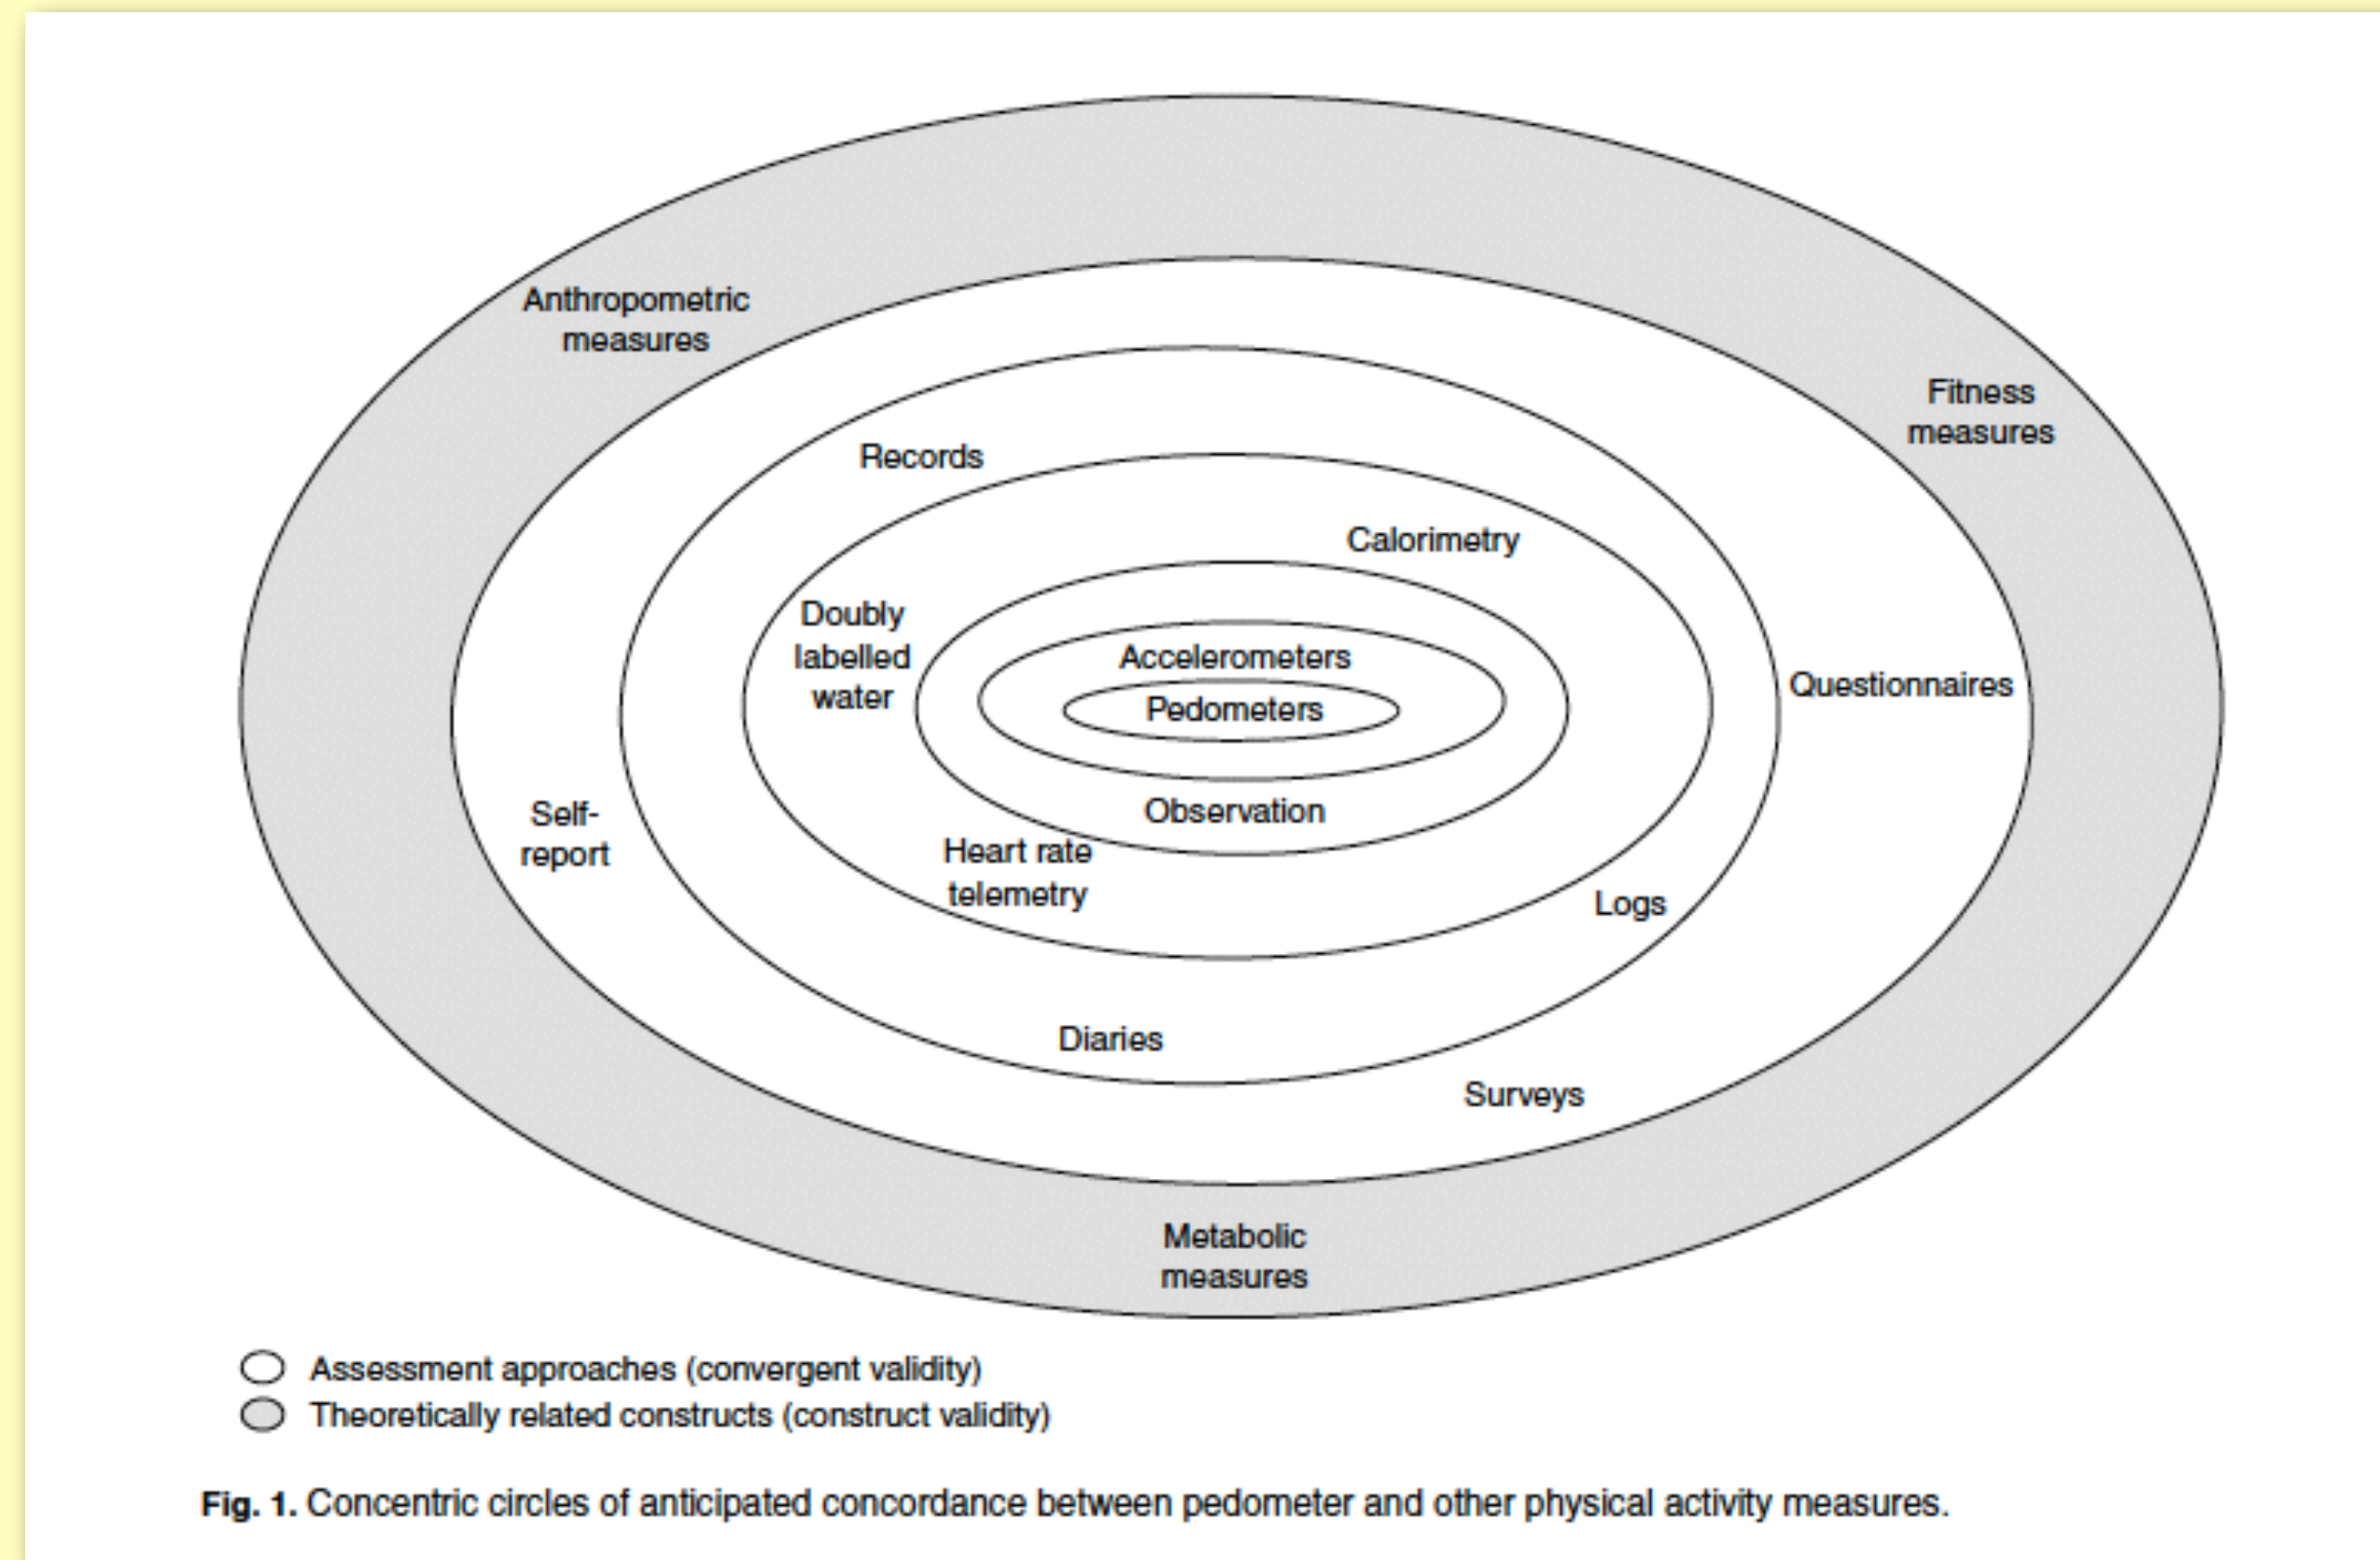 Anthropometric
measures
Fitness
measures
Records
Calorimetry
Doubly
labelled
water
Accelerometers
Pedometers
Questionnaires
Self-
report
Observation
Heart rate
telemetry
Logs
Diaries
Surveys
Metabolic
measures
Assessment approaches (convergent validity)
Theoretically related constructs (construct validity)
Fig. 1. Concentric circles of anticipated concordance between pedometer and other physical activity measures.